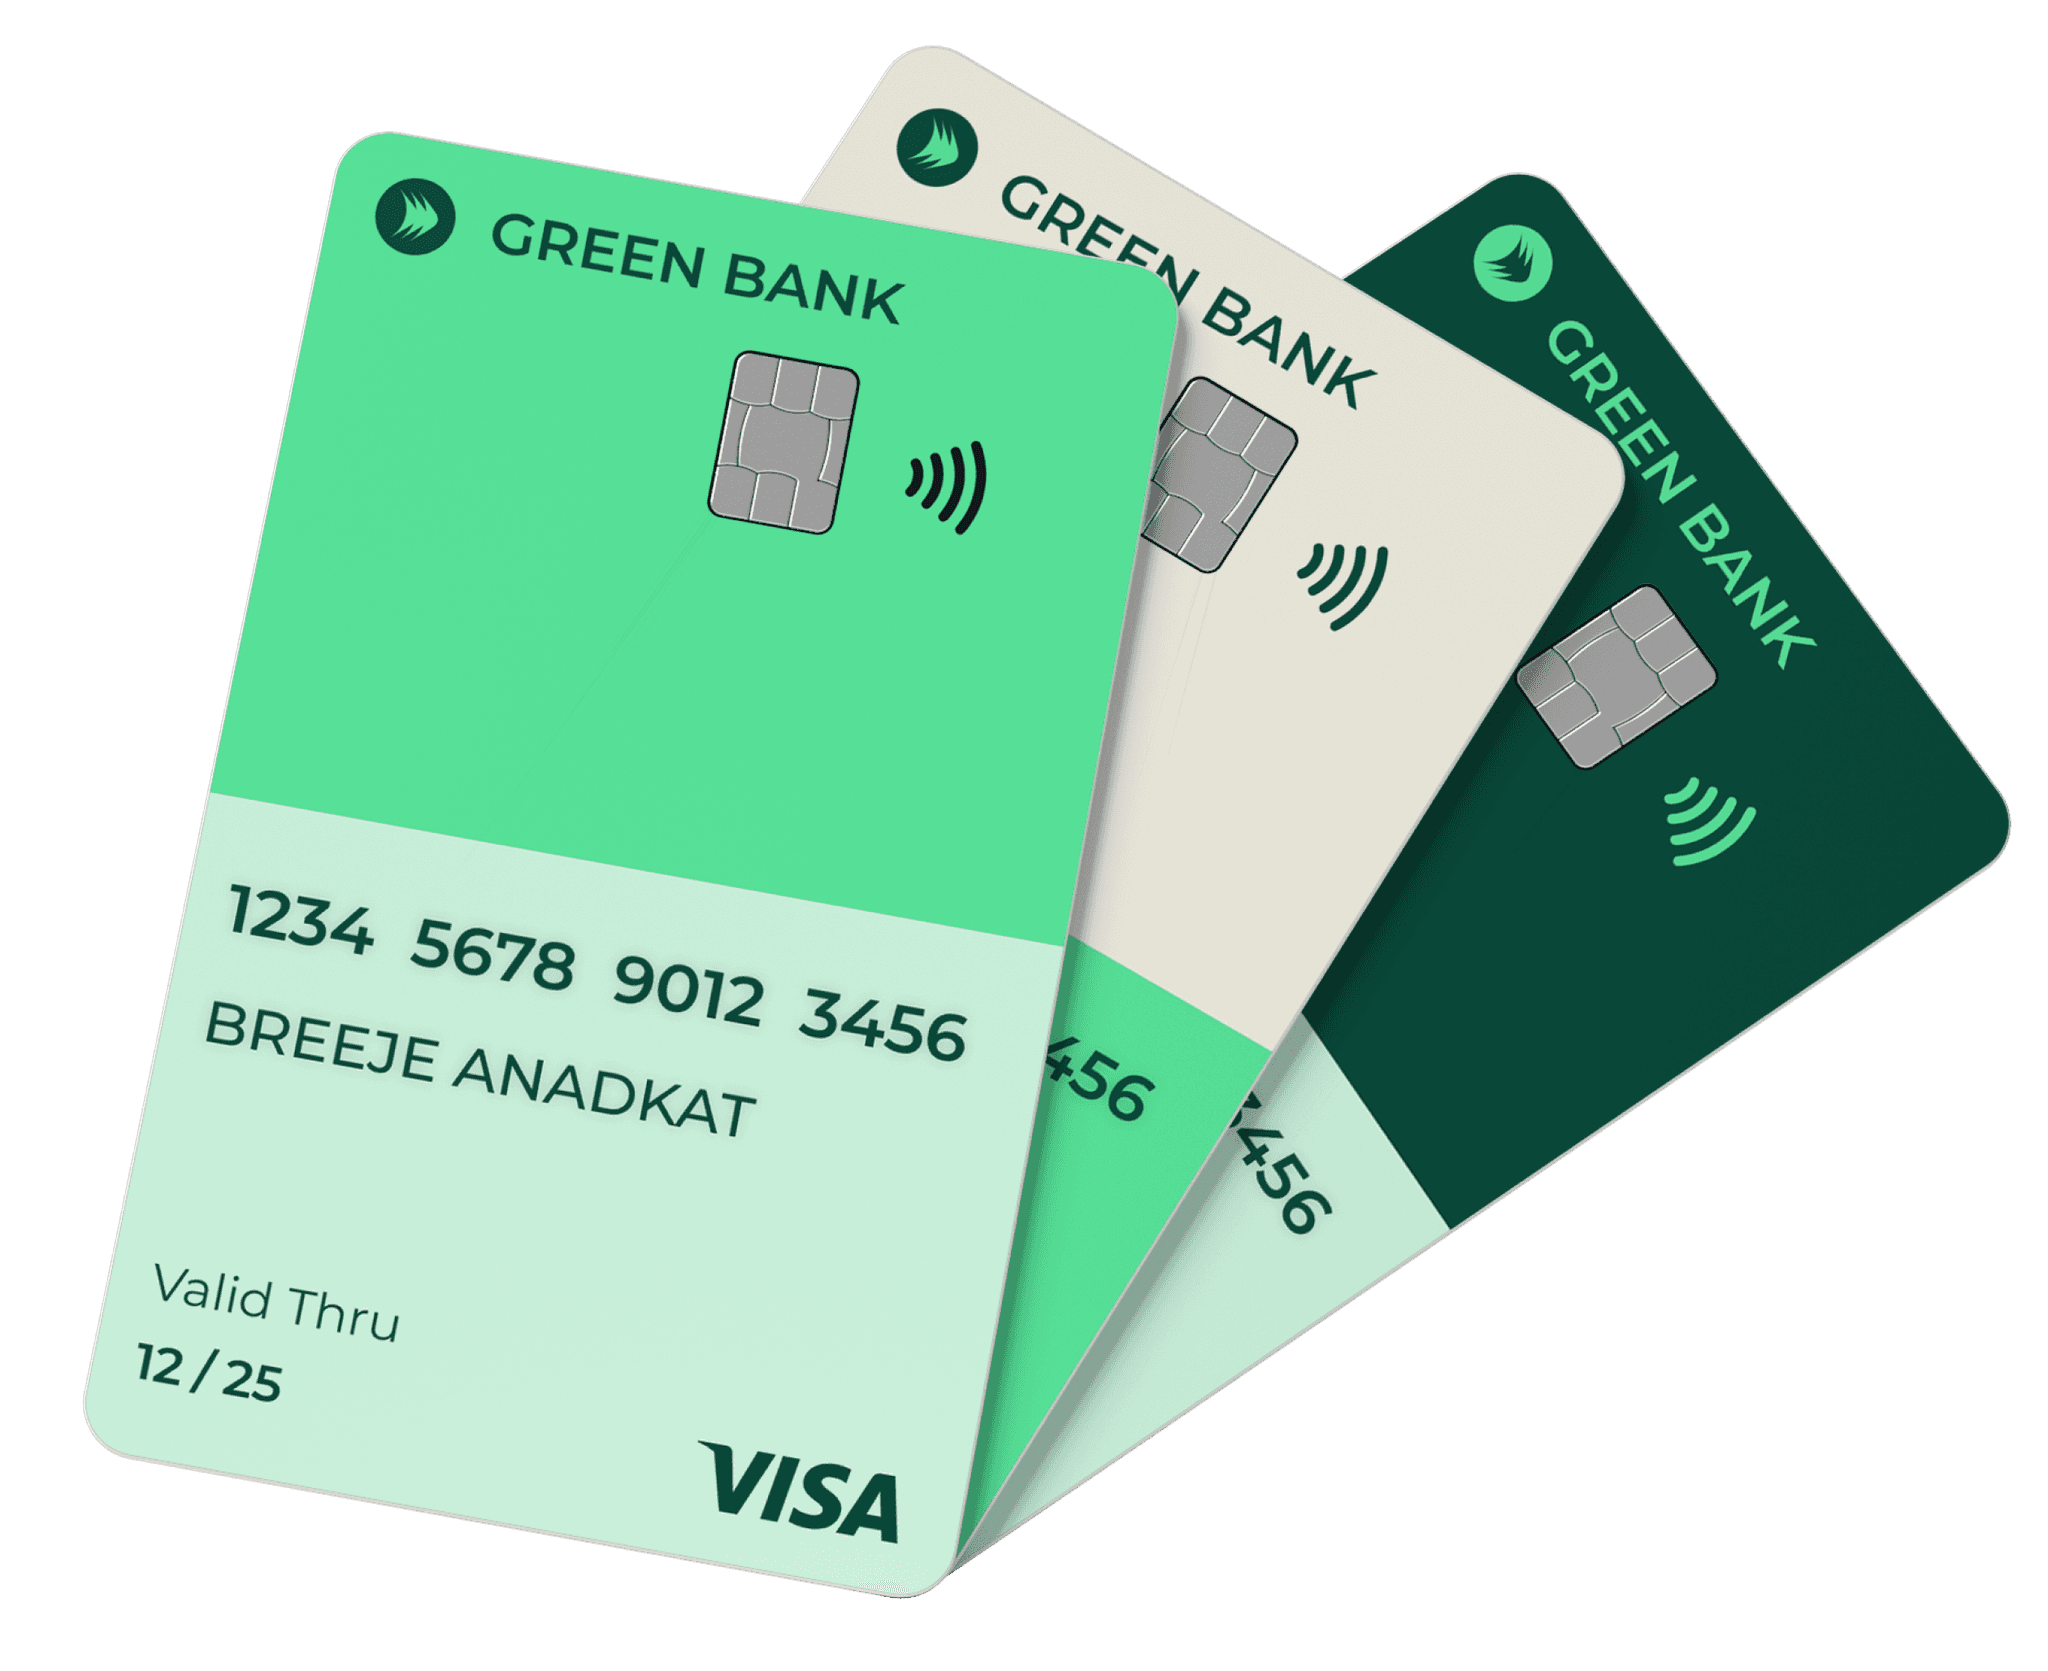 GREEN BANK
1234 5678 9012 3456
BREEJE ANADKAT
Valid Thru
12 / 25
VISA
GREEN BANK
456
GREEN BANK
3456